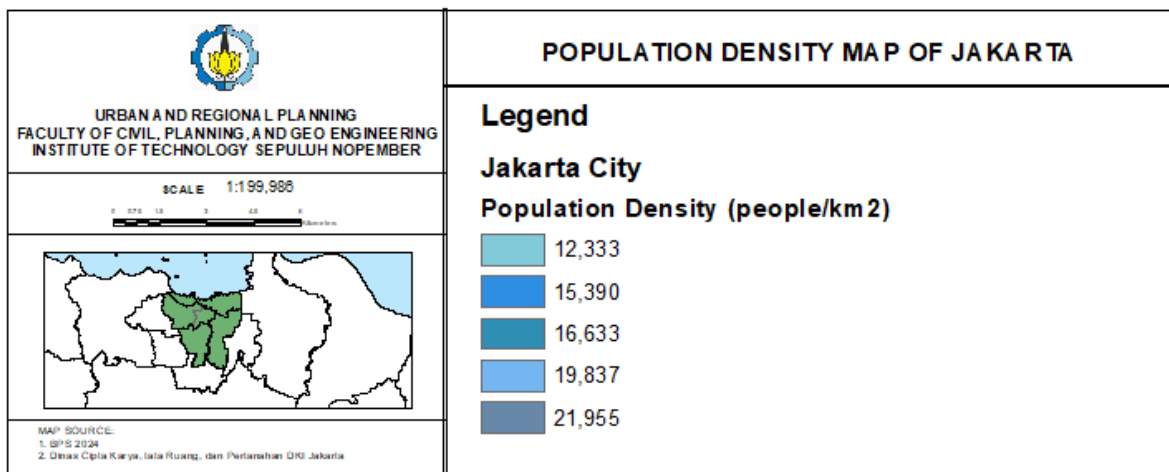 URBAN AND REGIONAL PLANNING
FACULTY OF CIVIL, PLANNING, AND GEO ENGINEERING
INSTITUTE OF TECHNOLOGY SEPULUH NOPEMBER
SCALE 1:199,986
Kilometers
MAP SOURCE:
1. BPS 2024
2. Dinas Cipta Karya, Tata Ruang, dan Pertanahan DKI Jakarta
POPULATION DENSITY MAP OF JAKARTA
Legend
Jakarta City
Population Density (people/km2)
12,333
15,390
16,633
19,837
21,955